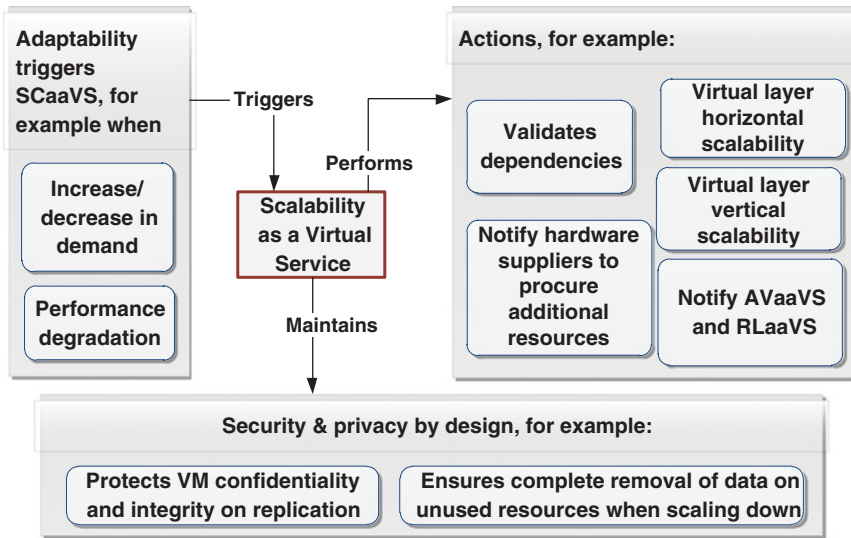 Adaptability
triggers
SCaaVS, for
example when
Increase/
decrease in
demand
Performance
degradation
Triggers
Performs
Scalability
as a Virtual
Service
Maintains
Actions, for example:
Validates
dependencies
Virtual layer
horizontal
scalability
Virtual layer
vertical
scalability
Notify hardware
suppliers to
procure
additional
resources
Notify AVaaVS
and RLaaVS
Security & privacy by design, for example:
Protects VM confidentiality
and integrity on replication
Ensures complete removal of data on
unused resources when scaling down